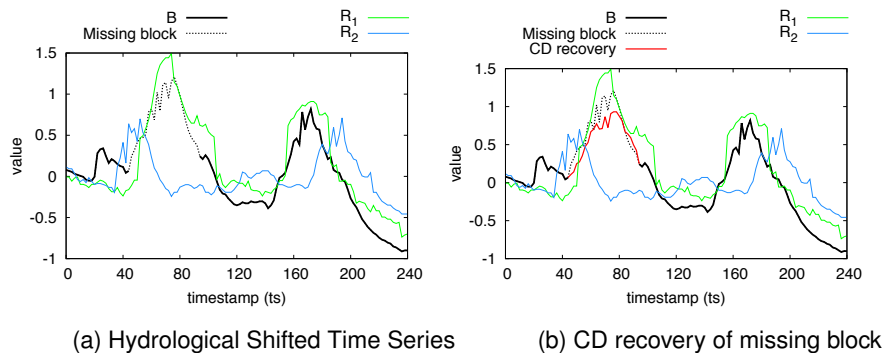 B
Missing block
R1
R2
value
1.5
1
0.5
0
-0.5
-1
0 40 80 120 160 200 240
timestamp (ts)
(a) Hydrological Shifted Time Series
B
Missing block
CD recovery
R1
R2
value
1.5
1
0.5
0
-0.5
-1
0 40 80 120 160 200 240
timestamp (ts)
(b) CD recovery of missing block